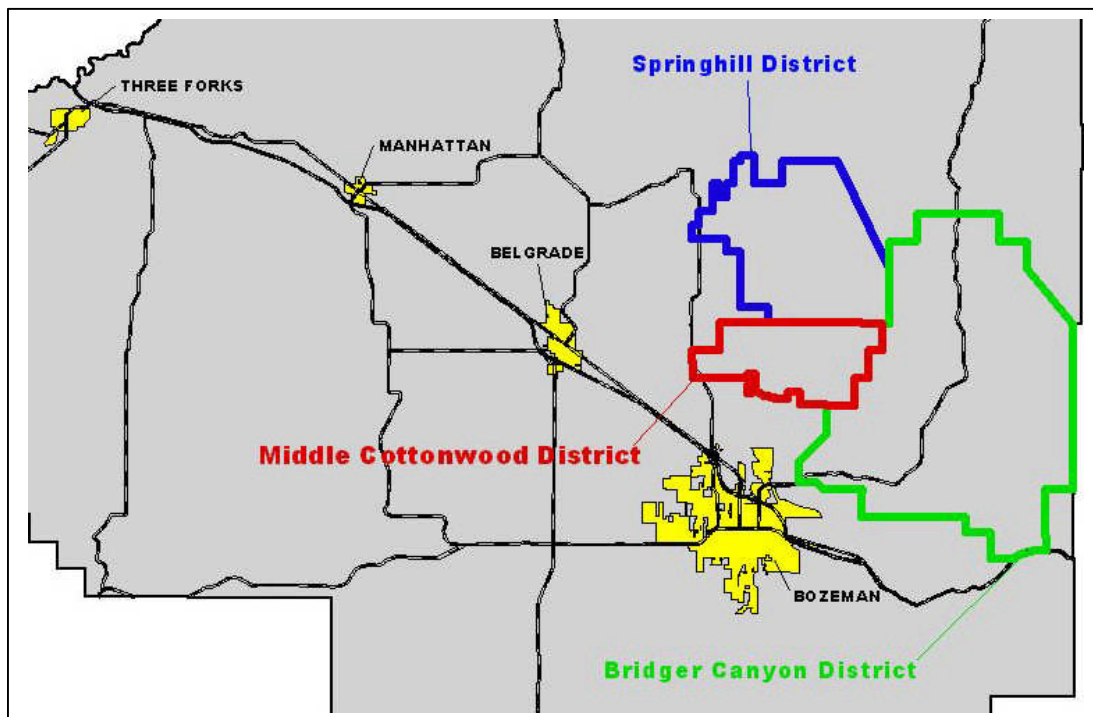 Springhill District
THREE FORKS
MANHATTAN
BELGRADE
Middle Cottonwood District
BOZEMAN
Bridger Canyon District